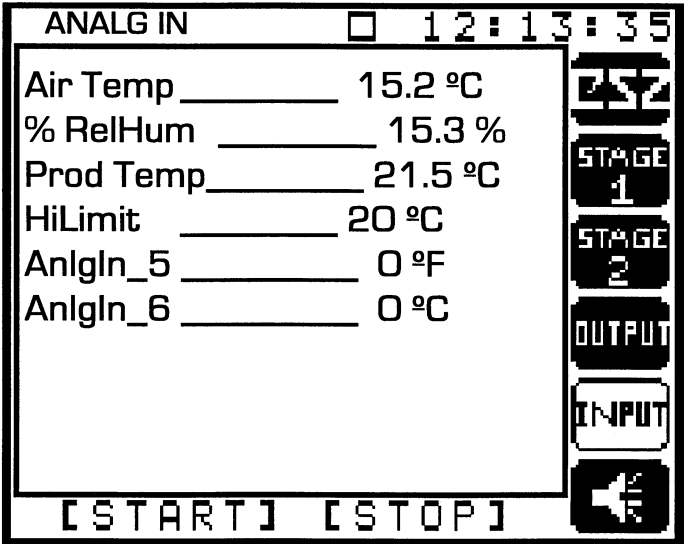 ANALG IN 12:13:35
Air Temp 15.2 ºC
% RelHum 15.3 %
Prod Temp 21.5 ºC
HiLimit 20 ºC
AnlgIn_5 0 ºF
AnlgIn_6 0 ºC
STAGE
1
STAGE
2
OUTPUT
INPUT
[START] [STOP]